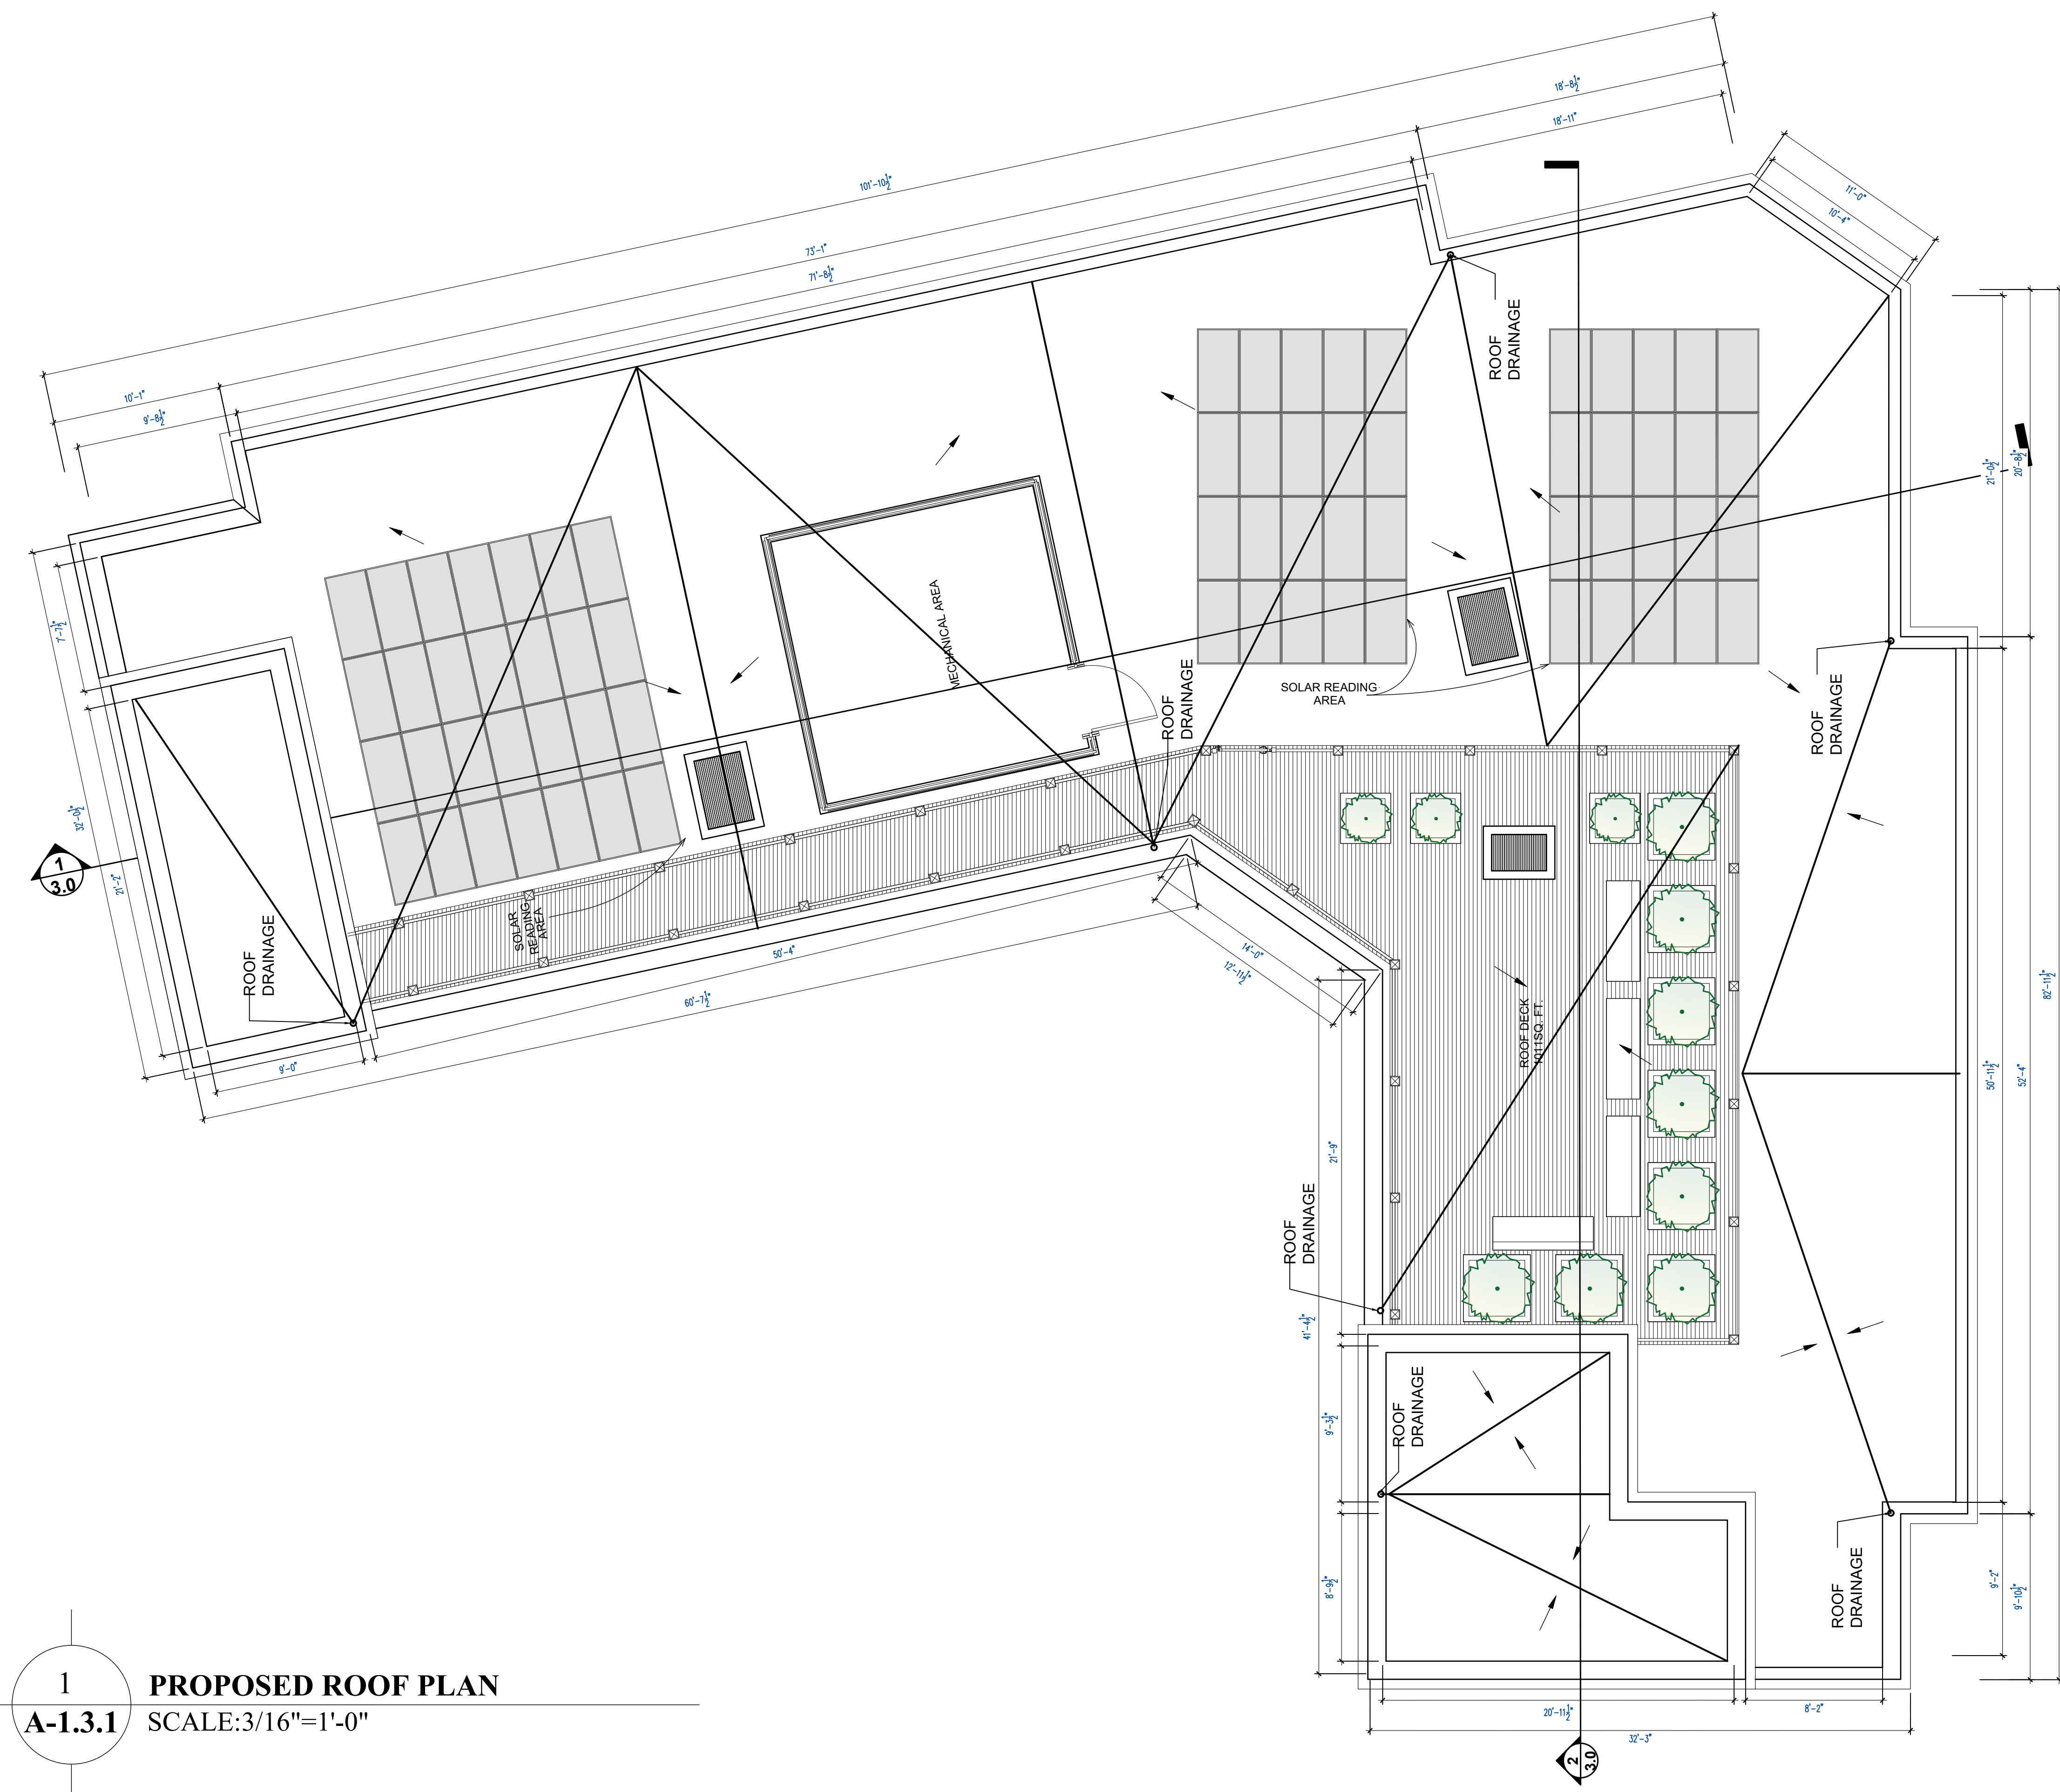 18'-8½"
18'-11"
101'-10½"
73'-1"
71'-8½"
11'-0"
10'-4"
10'-1"
9'-8½"
ROOF
DRAINAGE
21'-0½"
20'-8½"
7'-7½"
MECHANICAL AREA
ROOF
DRAINAGE
SOLAR READING
AREA
ROOF
DRAINAGE
32'-0½"
21'-2"
1
3.0
SOLAR
READING
AREA
ROOF
DRAINAGE
50'-4"
60'-7½"
9'-0"
14'-0"
12'-11½"
ROOF DECK
1011SQ. FT.
82'-11½"
50'-11½"
52'-4"
21'-9"
ROOF
DRAINAGE
41'-4½"
9'-3½"
ROOF
DRAINAGE
8'-9½"
ROOF
DRAINAGE
9'-2"
9'-10½"
20'-11½"
8'-2"
32'-3"
2
3.0
1
A-1.3.1
PROPOSED ROOF PLAN
SCALE:3/16"=1'-0"